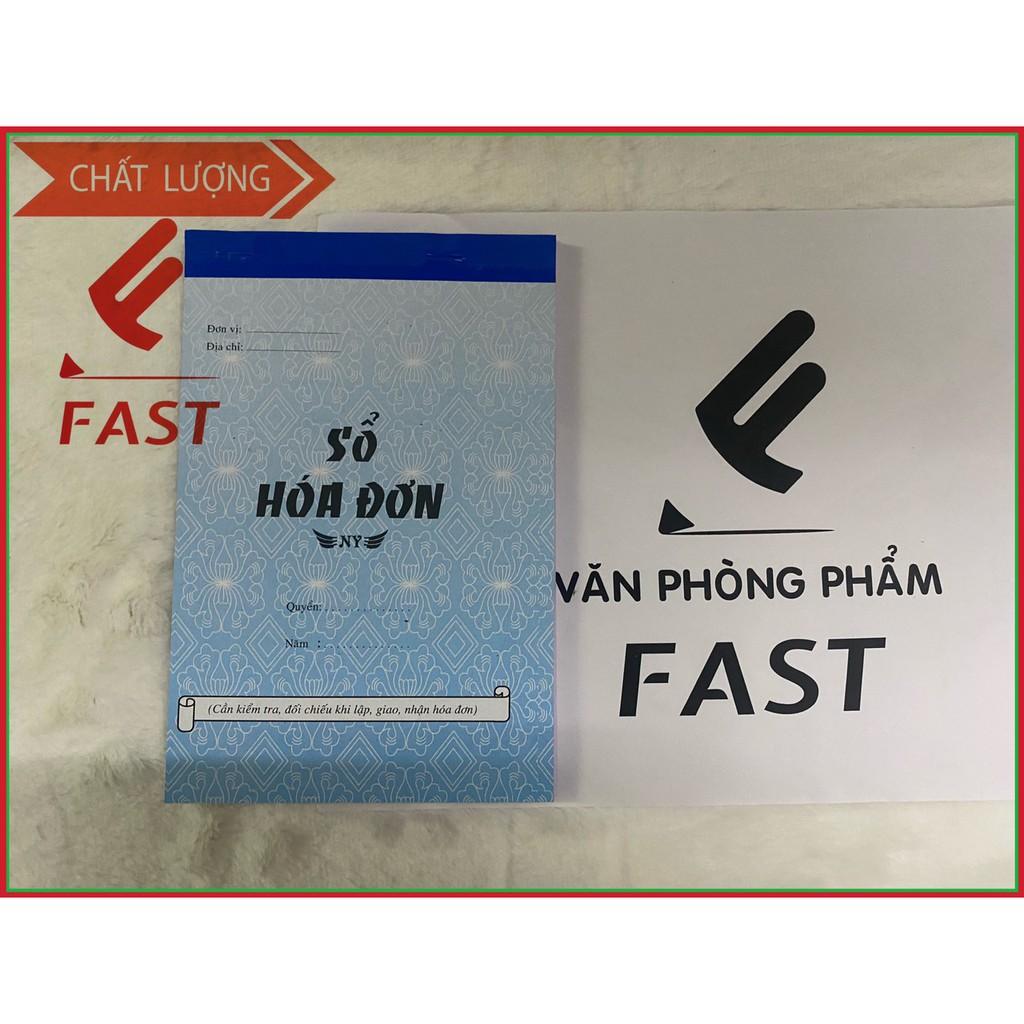 CHẤT LƯỢNG
FAST
Đơn vị:
Địa chỉ:
SỔ
HÓA ĐƠN
NY
Quyển:
Năm :
(Cần kiểm tra, đối chiếu khi lập, giao, nhận hóa đơn)
VĂN PHÒNG PHẨM
FAST